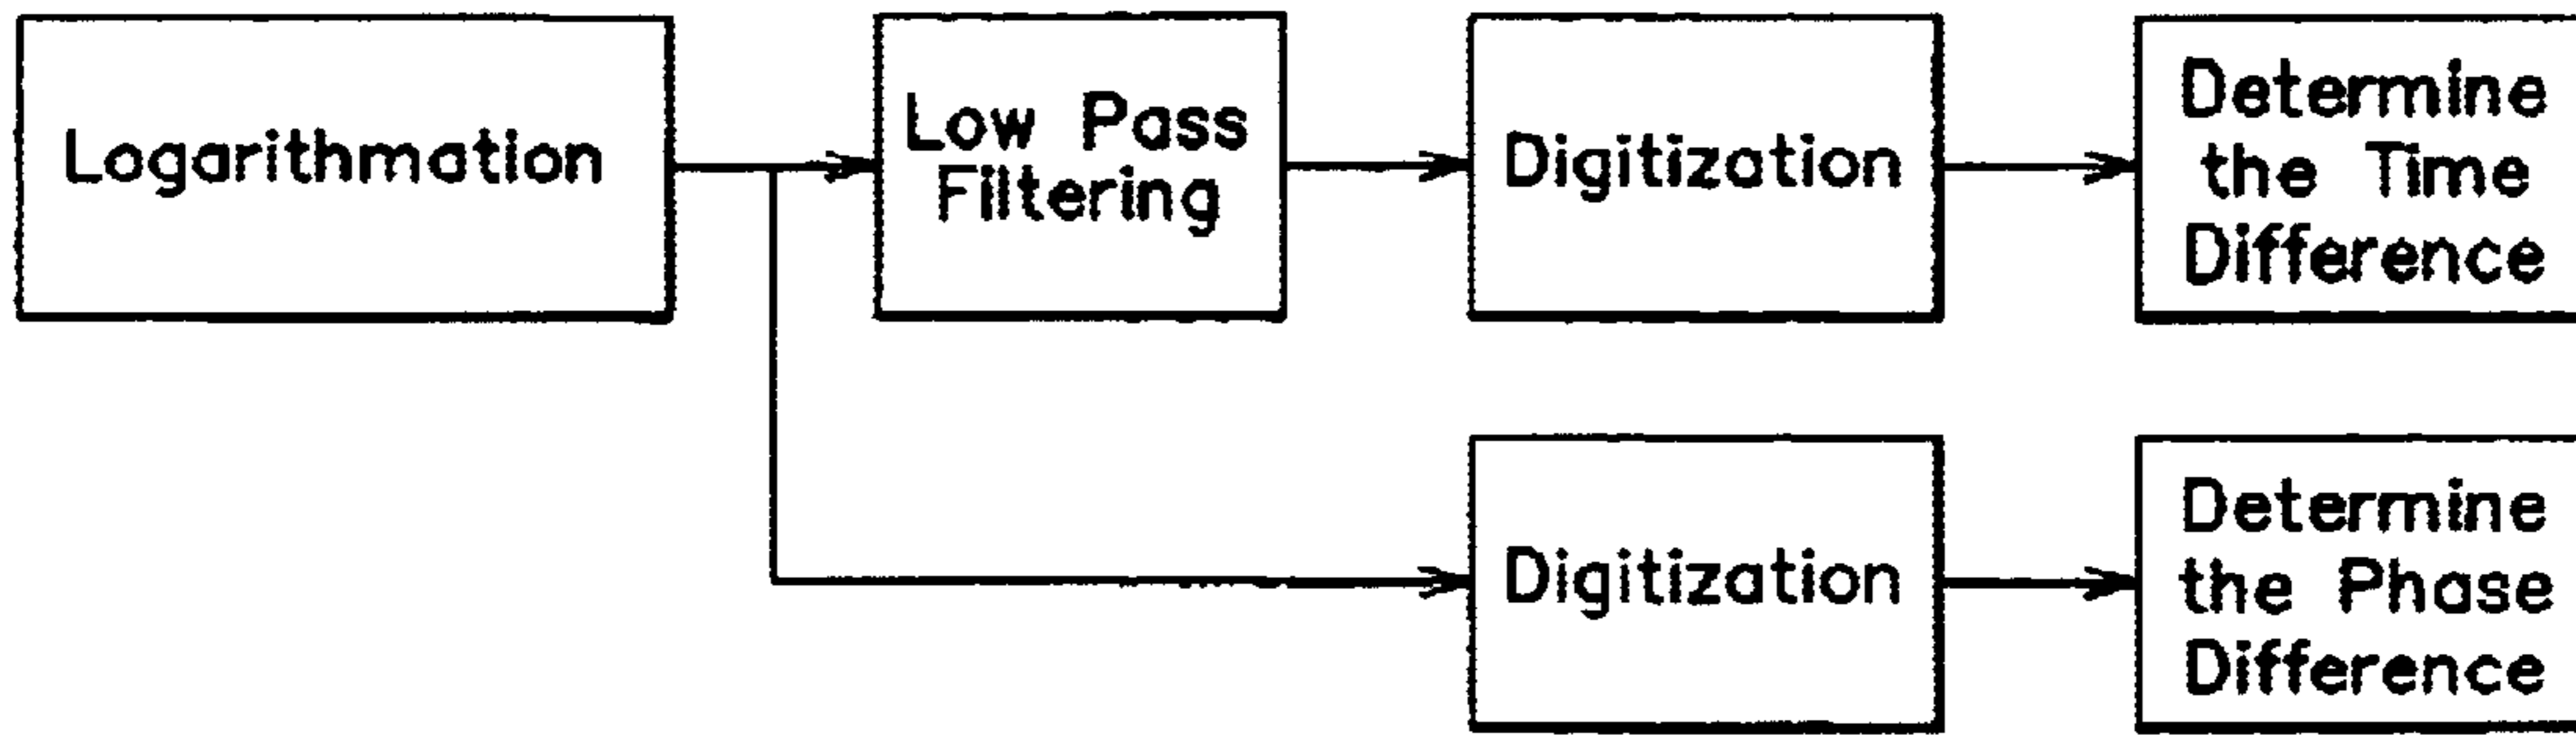 Logarithmation
Low Pass
Filtering
Digitization
Determine
the Time
Difference
Digitization
Determine
the Phase
Difference